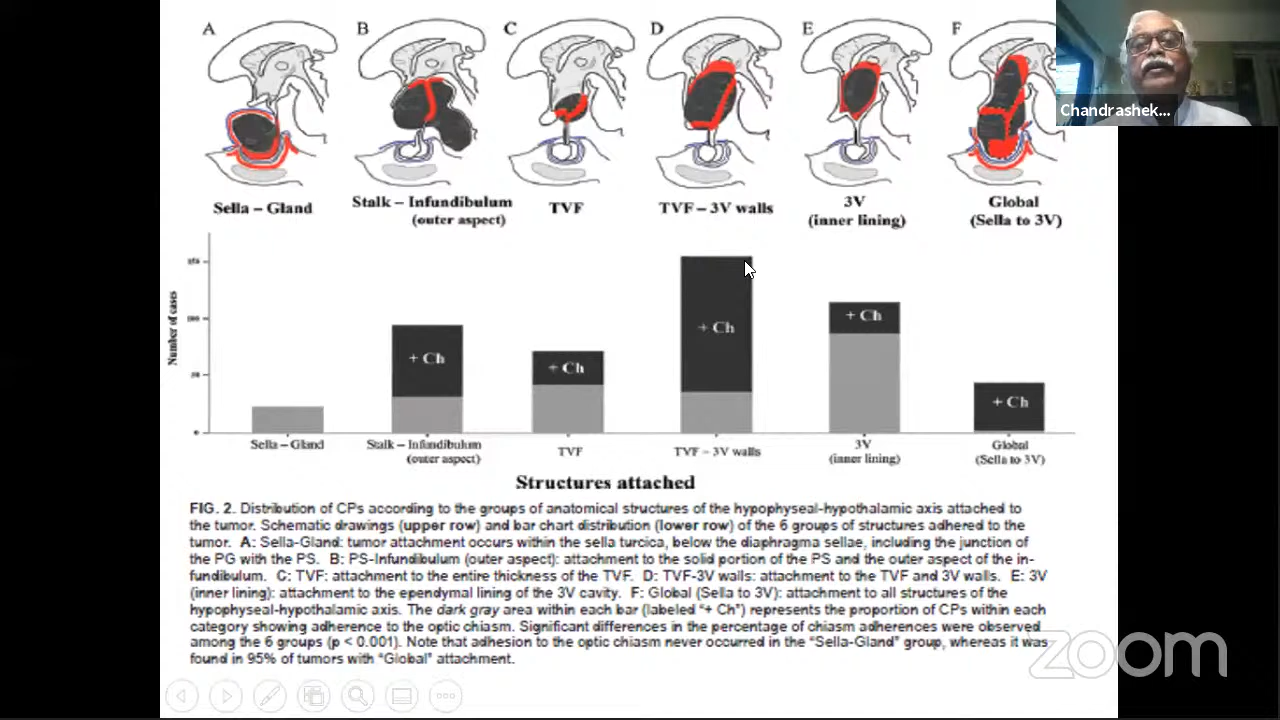 A B C D E F
Chandrashek...
Sella – Gland
Stalk – Infundibulum
(outer aspect)
TVF
TVF – 3V walls
3V
(inner lining)
Global
(Sella to 3V)
Number of cases
150
100
50
0
+ Ch
+ Ch
+ Ch
+ Ch
+ Ch
Sella – Gland
Stalk – Infundibulum
(outer aspect)
TVF
TVF – 3V walls
3V
(inner lining)
Global
(Sella to 3V)
Structures attached
FIG. 2. Distribution of CPs according to the groups of anatomical structures of the hypophyseal-hypothalamic axis attached to
the tumor. Schematic drawings (upper row) and bar chart distribution (lower row) of the 6 groups of structures adhered to the
tumor. A: Sella-Gland: tumor attachment occurs within the sella turcica, below the diaphragma sellae, including the junction of
the PG with the PS. B: PS-Infundibulum (outer aspect): attachment to the solid portion of the PS and the outer aspect of the in-
fundibulum. C: TVF: attachment to the entire thickness of the TVF. D: TVF-3V walls: attachment to the TVF and 3V walls. E: 3V
(inner lining): attachment to the ependymal lining of the 3V cavity. F: Global (Sella to 3V): attachment to all structures of the
hypophyseal-hypothalamic axis. The dark gray area within each bar (labeled "+ Ch") represents the proportion of CPs within each
category showing adherence to the optic chiasm. Significant differences in the percentage of chiasm adherences were observed
among the 6 groups (p < 0.001). Note that adhesion to the optic chiasm never occurred in the "Sella-Gland" group, whereas it was
found in 95% of tumors with "Global" attachment.
zoom